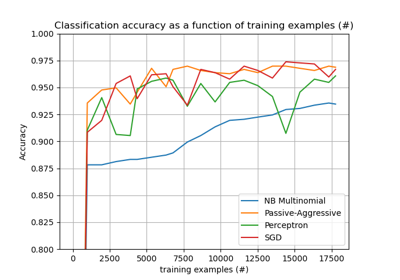 Classification accuracy as a function of training examples (#)
1.000
0.975
0.950
0.925
0.900
0.875
0.850
0.825
0.800
Accuracy
NB Multinomial
Passive-Aggressive
Perceptron
SGD
0 2500 5000 7500 10000 12500 15000 17500
training examples (#)